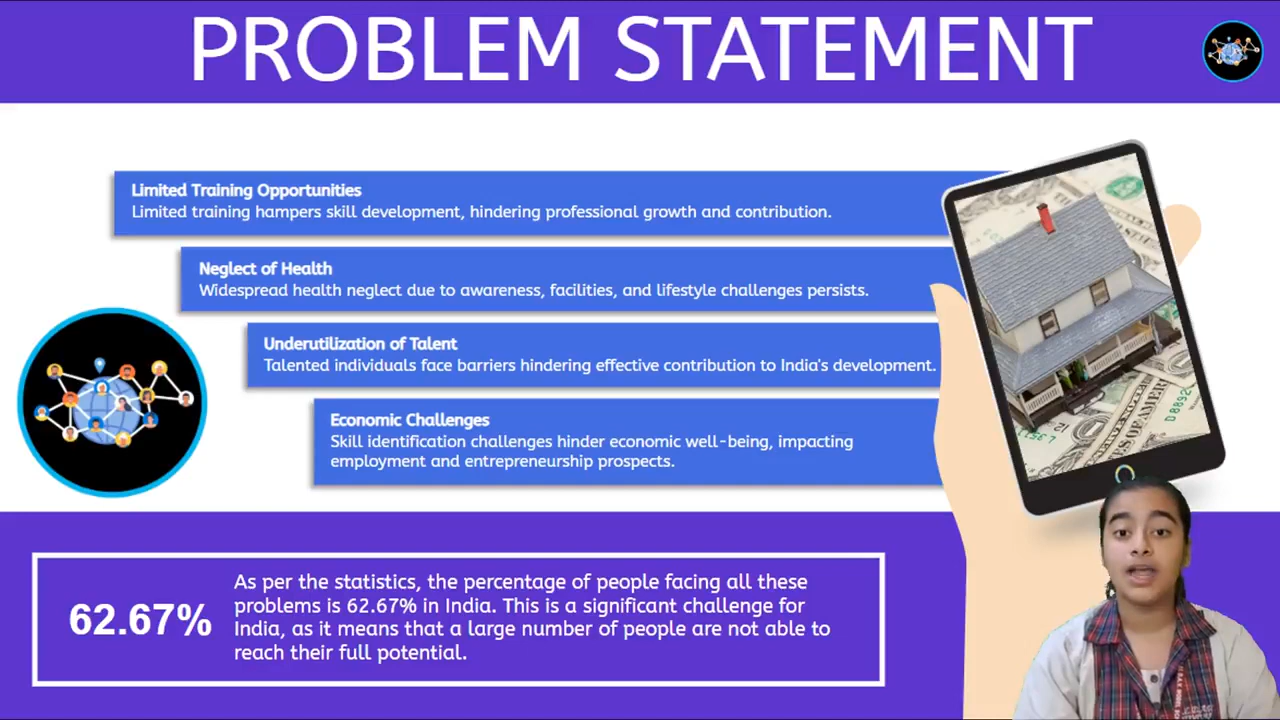 PROBLEM STATEMENT
Limited Training Opportunities
Limited training hampers skill development, hindering professional growth and contribution.
Neglect of Health
Widespread health neglect due to awareness, facilities, and lifestyle challenges persists.
Underutilization of Talent
Talented individuals face barriers hindering effective contribution to India's development.
Economic Challenges
Skill identification challenges hinder economic well-being, impacting
employment and entrepreneurship prospects.
62.67%
As per the statistics, the percentage of people facing all these
problems is 62.67% in India. This is a significant challenge for
India, as it means that a large number of people are not able to
reach their full potential.